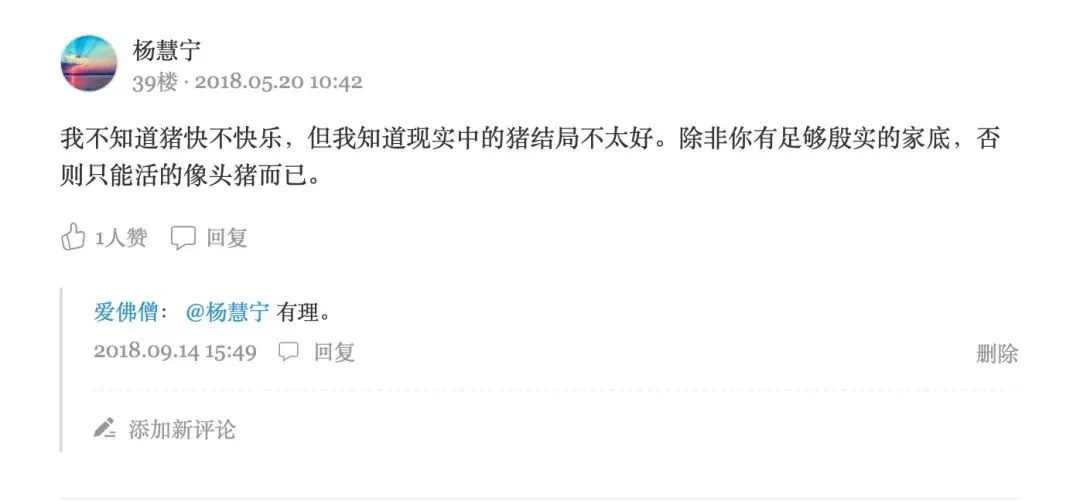 杨慧宁
39楼 · 2018.05.20 10:42
我不知道猪快不快乐，但我知道现实中的猪结局不太好。除非你有足够殷实的家底，否
则只能活的像头猪而已。
1人赞 回复
爱佛僧： @杨慧宁 有理。
2018.09.14 15:49 回复 删除
添加新评论